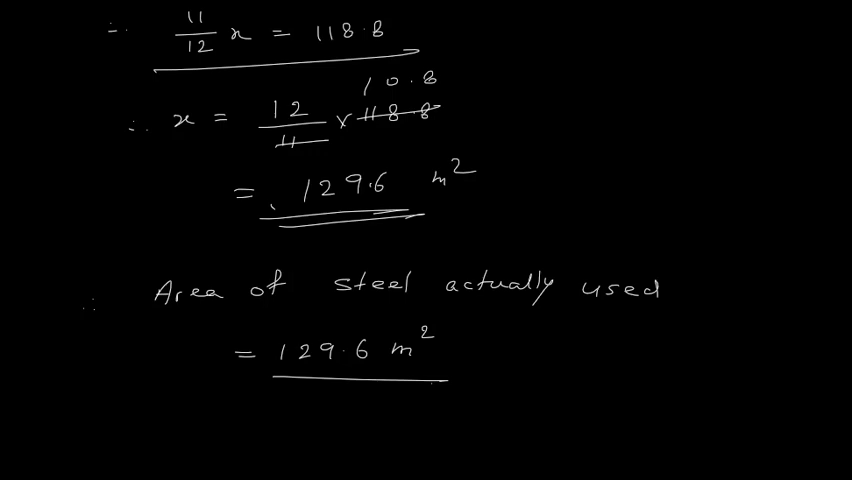 ∴ 11/12 x = 118.8
10.8
∴ x = 12/11 × 118.8
= 129.6 m²
∴ Area of steel actually used
= 129.6 m²